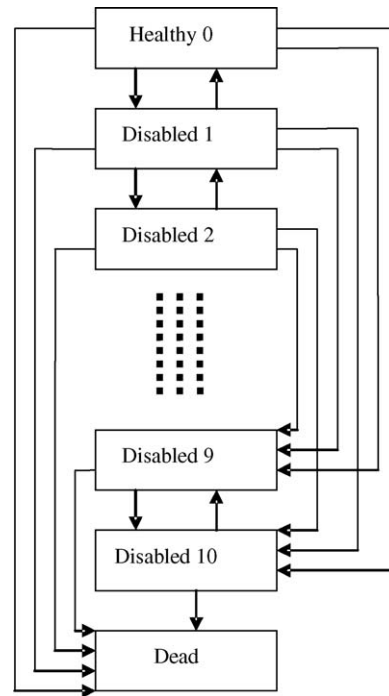 Healthy 0
Disabled 1
Disabled 2
Disabled 9
Disabled 10
Dead